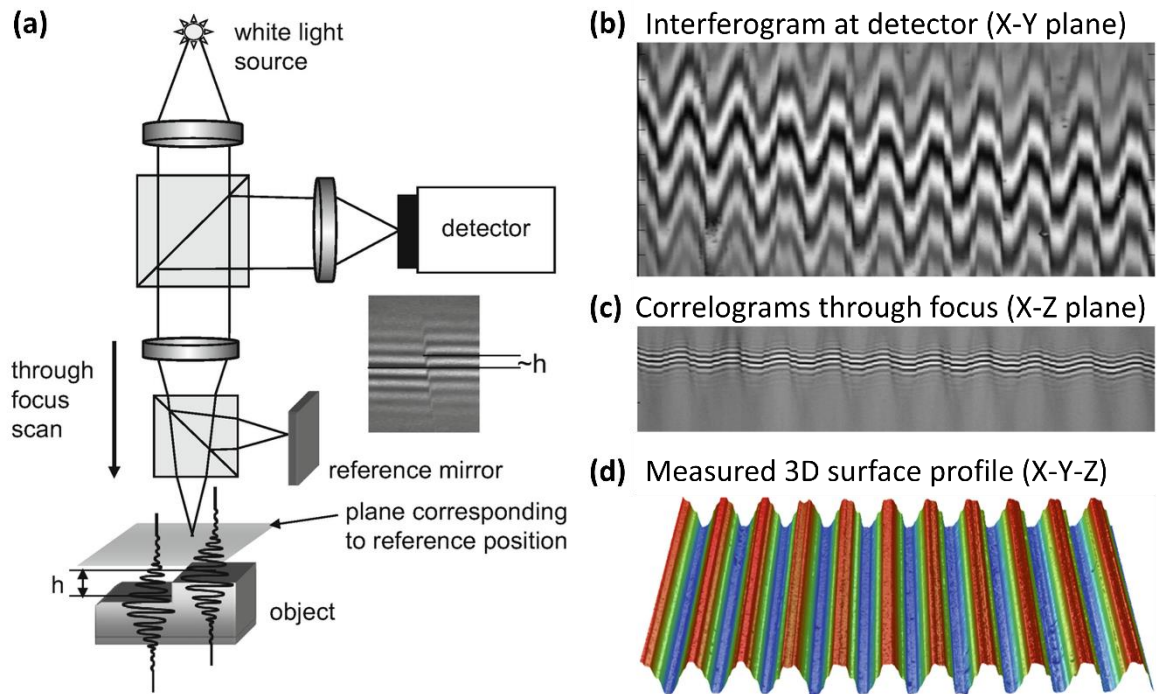 (a)
white light
source
detector
~h
through
focus
scan
reference mirror
plane corresponding
to reference position
h
object
(b) Interferogram at detector (X-Y plane)
(c) Correlograms through focus (X-Z plane)
(d) Measured 3D surface profile (X-Y-Z)